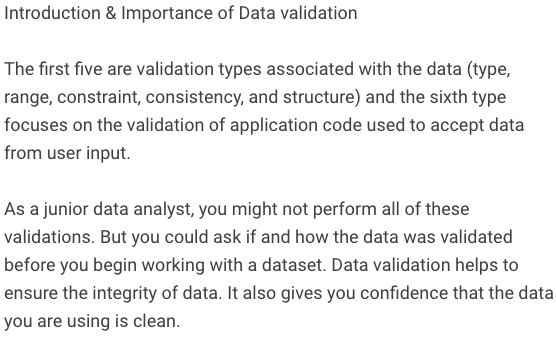 Introduction & Importance of Data validation
The first five are validation types associated with the data (type,
range, constraint, consistency, and structure) and the sixth type
focuses on the validation of application code used to accept data
from user input.
As a junior data analyst, you might not perform all of these
validations. But you could ask if and how the data was validated
before you begin working with a dataset. Data validation helps to
ensure the integrity of data. It also gives you confidence that the data
you are using is clean.